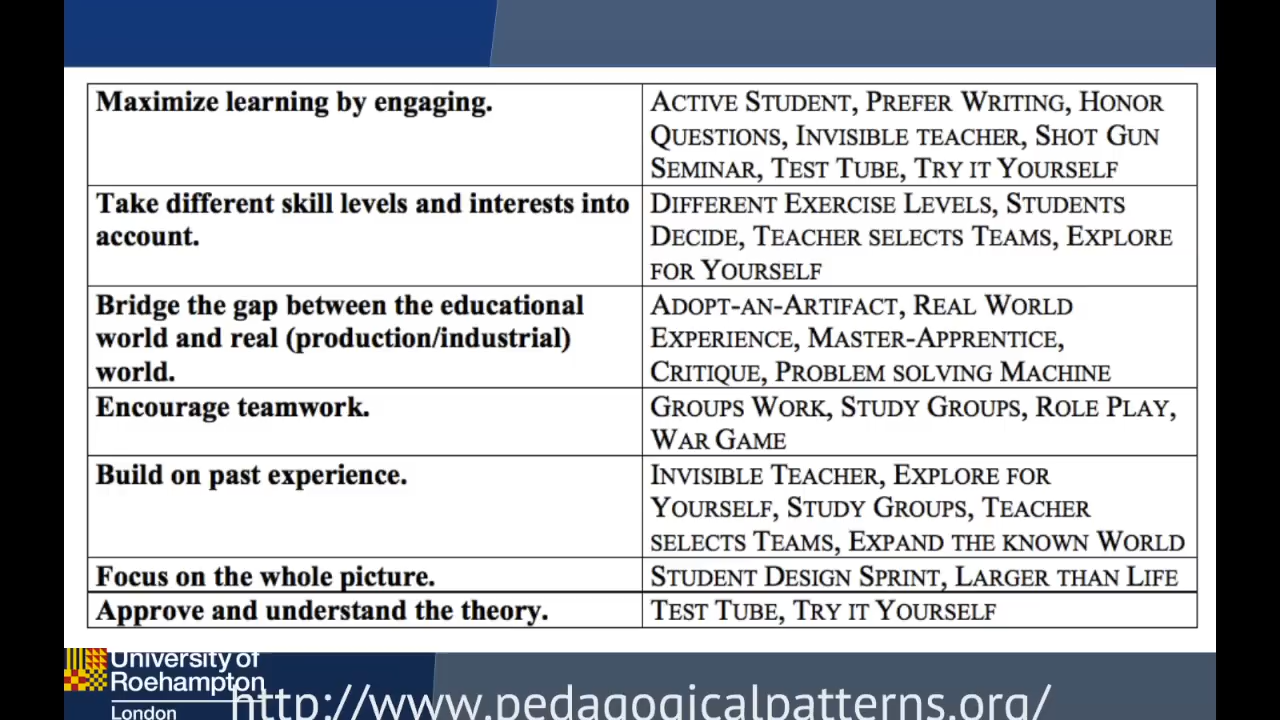 Maximize learning by engaging.
ACTIVE STUDENT, PREFER WRITING, HONOR
QUESTIONS, INVISIBLE TEACHER, SHOT GUN
SEMINAR, TEST TUBE, TRY IT YOURSELF
Take different skill levels and interests into
account.
DIFFERENT EXERCISE LEVELS, STUDENTS
DECIDE, TEACHER SELECTS TEAMS, EXPLORE
FOR YOURSELF
Bridge the gap between the educational
world and real (production/industrial)
world.
ADOPT-AN-ARTIFACT, REAL WORLD
EXPERIENCE, MASTER-APPRENTICE,
CRITIQUE, PROBLEM SOLVING MACHINE
Encourage teamwork.
GROUPS WORK, STUDY GROUPS, ROLE PLAY,
WAR GAME
Build on past experience.
INVISIBLE TEACHER, EXPLORE FOR
YOURSELF, STUDY GROUPS, TEACHER
SELECTS TEAMS, EXPAND THE KNOWN WORLD
Focus on the whole picture.
STUDENT DESIGN SPRINT, LARGER THAN LIFE
Approve and understand the theory.
TEST TUBE, TRY IT YOURSELF
University of
Roehampton
London
http://www.pedagogicalpatterns.org/